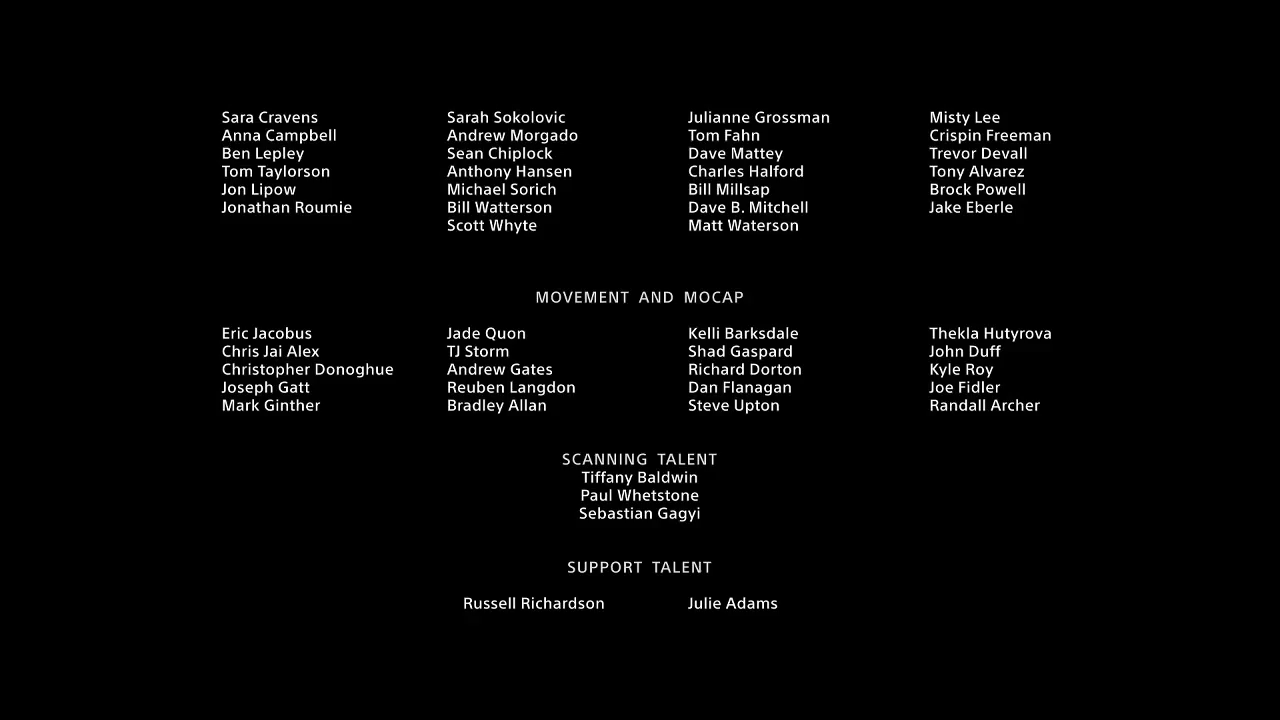 Sara Cravens Sarah Sokolovic Julianne Grossman Misty Lee
Anna Campbell Andrew Morgado Tom Fahn Crispin Freeman
Ben Lepley Sean Chiplock Dave Mattey Trevor Devall
Tom Taylorson Anthony Hansen Charles Halford Tony Alvarez
Jon Lipow Michael Sorich Bill Millsap Brock Powell
Jonathan Roumie Bill Watterson Dave B. Mitchell Jake Eberle
Scott Whyte Matt Waterson
MOVEMENT AND MOCAP
Eric Jacobus Jade Quon Kelli Barksdale Thekla Hutyrova
Chris Jai Alex TJ Storm Shad Gaspard John Duff
Christopher Donoghue Andrew Gates Richard Dorton Kyle Roy
Joseph Gatt Reuben Langdon Dan Flanagan Joe Fidler
Mark Ginther Bradley Allan Steve Upton Randall Archer
SCANNING TALENT
Tiffany Baldwin
Paul Whetstone
Sebastian Gagyi
SUPPORT TALENT
Russell Richardson Julie Adams